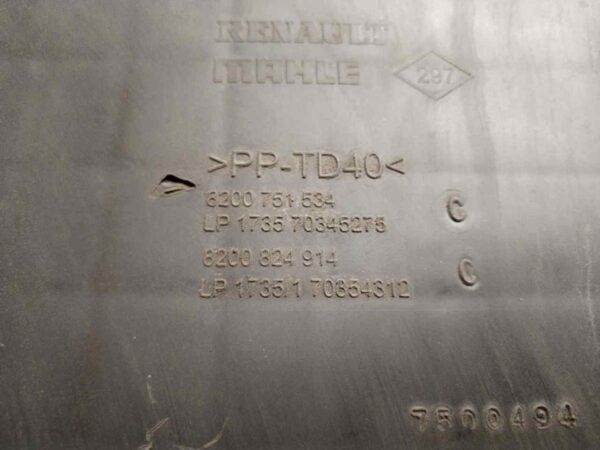 RENAULT
MAHLE 297
>PP-TD40<
8200 751 534 C
LP 1735 70345275
8200 824 914 C
LP 1735/1 70354312
7500494